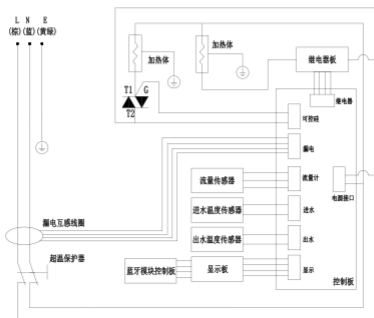 L N E
(棕)(蓝)(黄绿)
加热体
加热体
继电器板
T1 G
T2
继电器
可控硅
漏电
流量传感器
流量计
电源接口
进水温度传感器
进水
漏电互感线圈
出水温度传感器
出水
超温保护器
蓝牙模块控制板
显示板
显示
控制板